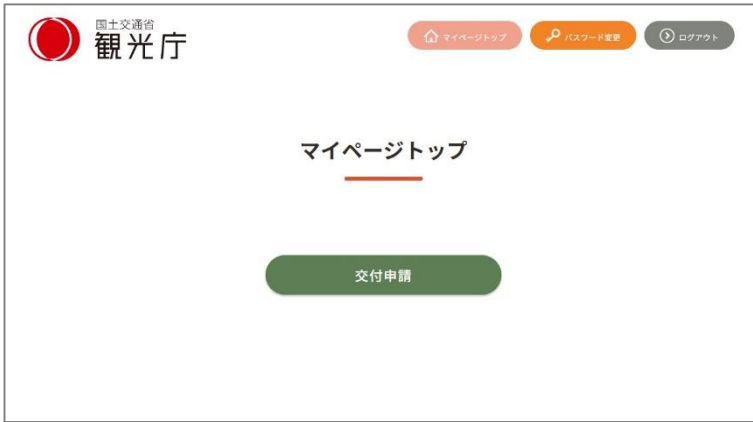 国土交通省
観光庁
マイページトップ
パスワード変更
ログアウト
マイページトップ
交付申請